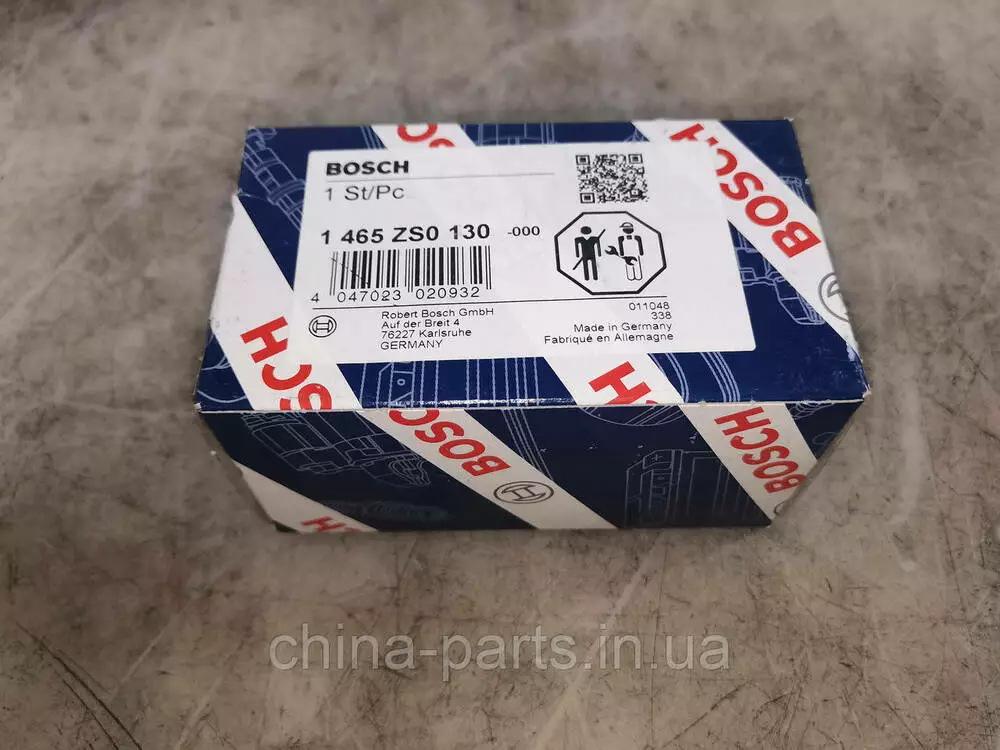 BOSCH
1 St/Pc.
1 465 ZS0 130 -000
4 047023 020932
Robert Bosch GmbH
Auf der Breit 4
76227 Karlsruhe
GERMANY
011048
338
Made in Germany
Fabriqué en Allemagne
BOSCH
BOSCH
BOSCH
BOSCH
BOSCH
china-parts.in.ua